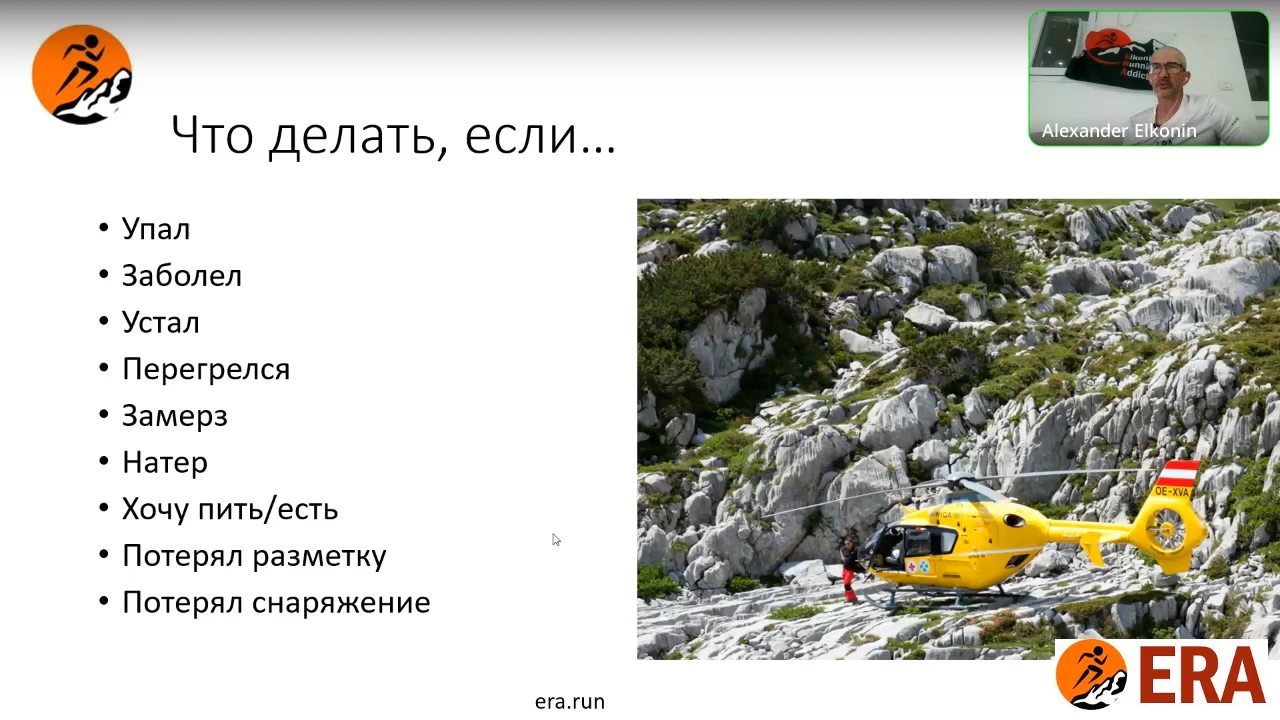 Что делать, если...
Упал
Заболел
Устал
Перегрелся
Замерз
Натер
Хочу пить/есть
Потерял разметку
Потерял снаряжение
era.run
Alexander Elkonin
OE-XVA
ERA